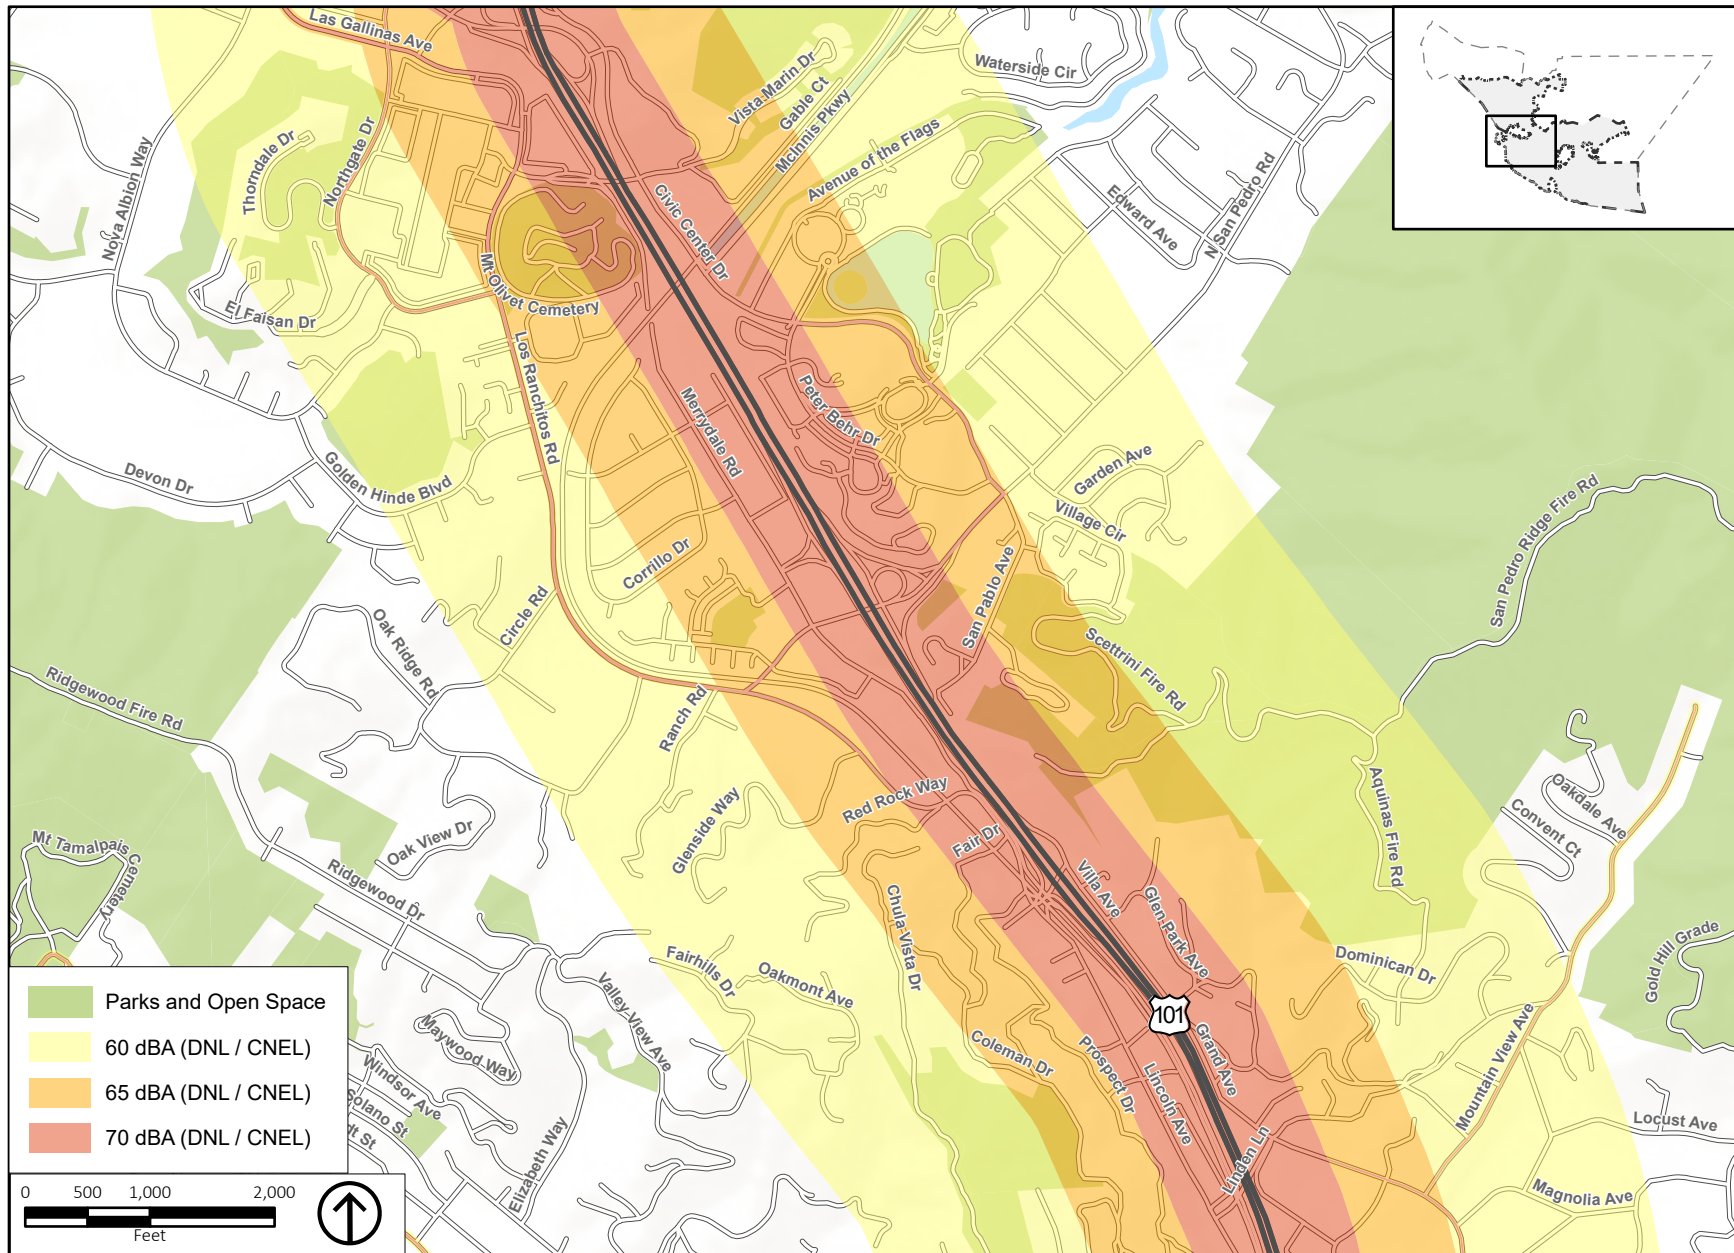 Las Gallinas Ave
Waterside Cir
Vista Marin Dr
Gable Ct
McInnis Pkwy
Avenue of the Flags
Nova Albion Way
Thorndale Dr
Northgate Dr
Civic Center Dr
Edward Ave
N San Pedro Rd
El Faisan Dr
Mt Olivet Cemetery
Los Ranchitos Rd
Merrydale Rd
Peter Behr Dr
Devon Dr
Golden Hinde Blvd
Garden Ave
Village Cir
San Pedro Ridge Fire Rd
Corrillo Dr
San Pablo Ave
Circle Rd
Oak Ridge Rd
Scettrini Fire Rd
Ridgewood Fire Rd
Ranch Rd
Red Rock Way
Glenside Way
Fair Dr
Aquinas Fire Rd
Oakdale Ave
Convent Ct
Mt Tamalpais Cemetery
Oak View Dr
Ridgewood Dr
Villa Ave
Glen Park Ave
Chula Vista Dr
Dominican Dr
Gold Hill Grade
Fairhills Dr
Oakmont Ave
Valley View Ave
101
Maywood Way
Windsor Ave
Solano St
dt St
Coleman Dr
Prospect Dr
Lincoln Ave
Grand Ave
Mountain View Ave
Locust Ave
Elizabeth Way
Linden Ln
Magnolia Ave
Parks and Open Space
60 dBA (DNL / CNEL)
65 dBA (DNL / CNEL)
70 dBA (DNL / CNEL)
0 500 1,000 2,000
Feet